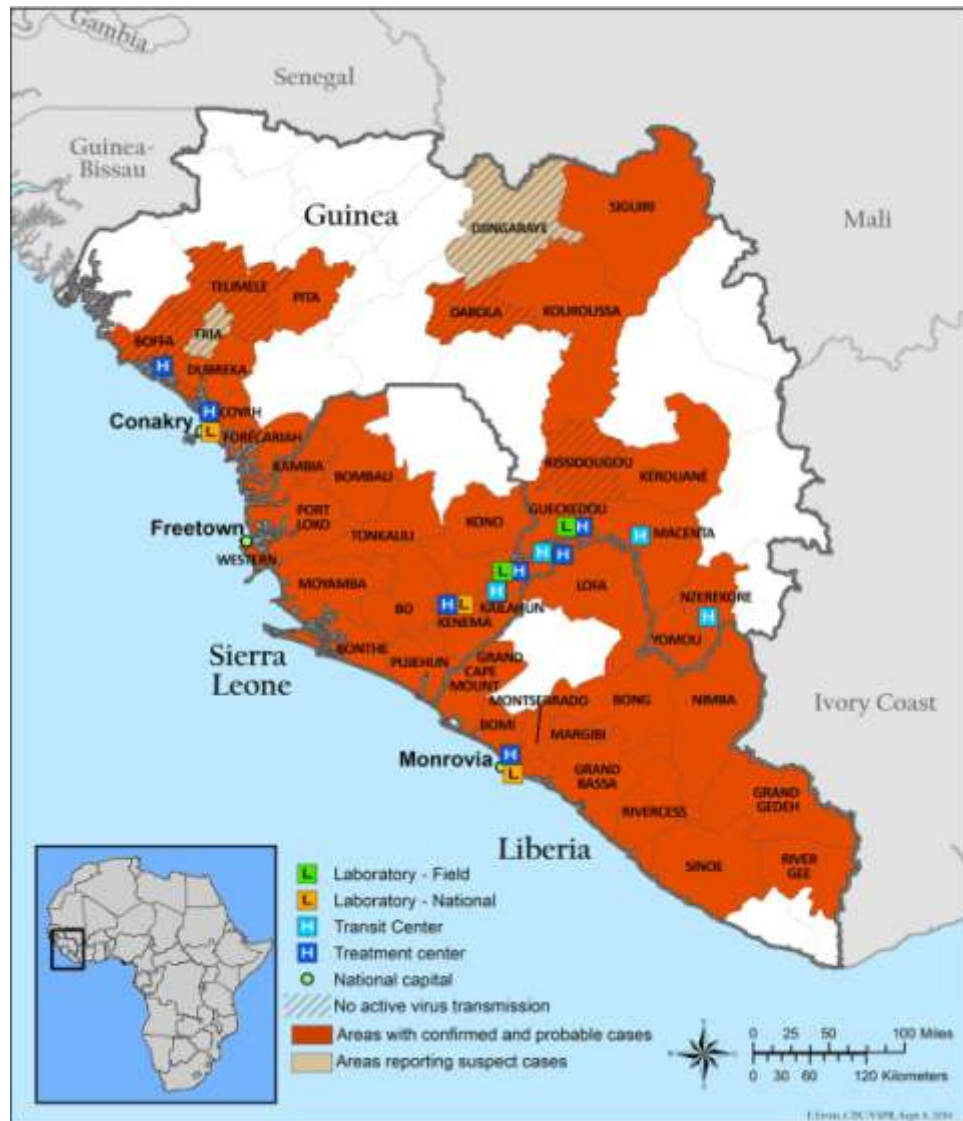 Gambia
Senegal
Guinea-
Bissau
Guinea
Mali
SIGUIRI
DINGARAYE
TELIMELE
PITA
DABOLA
KOUROUSSA
BOFFA
FRIA
DUBREKA
H
H
COYAH
Conakry
L
FORECARIAH
KAMBIA
BOMBALI
KISSIDOUGOU
KEROUANE
PORT
LOKO
KONO
GUECKEDOU
L
H
Freetown
TONKALILI
H
MACENTA
WESTERN
H
H
L
H
MOYAMBA
LOFA
H
KAILAHUN
NZEREKORE
BO
H
L
KENEMA
H
YOMOU
Sierra
Leone
BONTHE
PUJEHUN
GRAND
CAPE
MOUNT
MONTSERRADO
BONG
NIMBA
Ivory Coast
BOMI
MARGIBI
Monrovia
H
L
GRAND
BASSA
GRAND
GEDEH
RIVERCESS
Liberia
SINOE
RIVER
GEE
L Laboratory - Field
L Laboratory - National
H Transit Center
H Treatment center
National capital
No active virus transmission
Areas with confirmed and probable cases
Areas reporting suspect cases
0 25 50 100 Miles
0 30 60 120 Kilometers